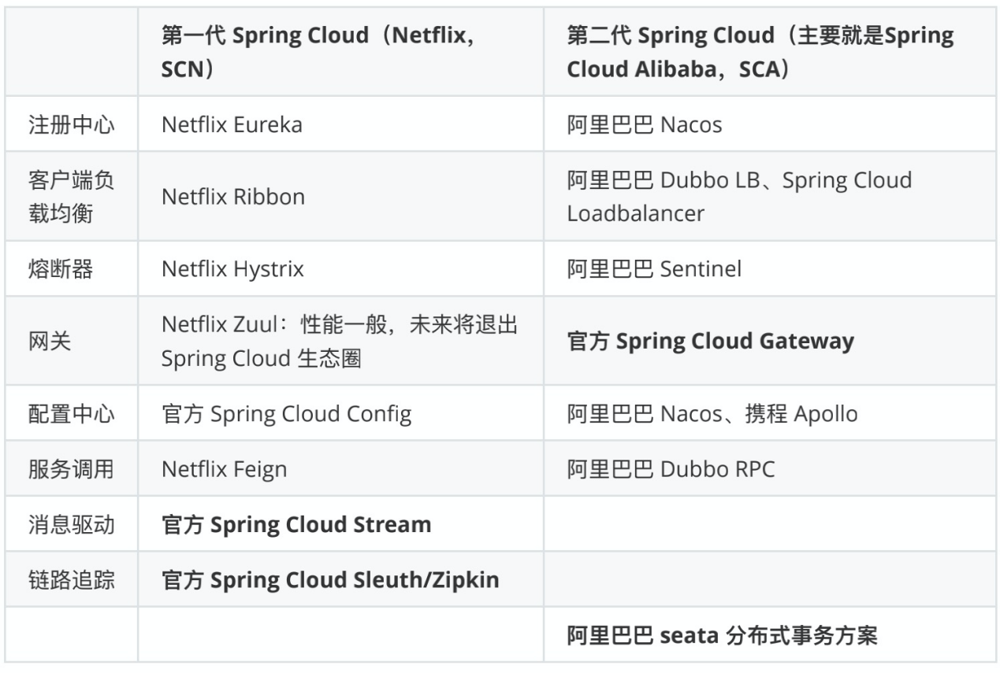 第一代 Spring Cloud（Netflix，
SCN）
第二代 Spring Cloud（主要就是Spring
Cloud Alibaba，SCA）
注册中心
Netflix Eureka
阿里巴巴 Nacos
客户端负
载均衡
Netflix Ribbon
阿里巴巴 Dubbo LB、Spring Cloud
Loadbalancer
熔断器
Netflix Hystrix
阿里巴巴 Sentinel
网关
Netflix Zuul：性能一般，未来将退出
Spring Cloud 生态圈
官方 Spring Cloud Gateway
配置中心
官方 Spring Cloud Config
阿里巴巴 Nacos、携程 Apollo
服务调用
Netflix Feign
阿里巴巴 Dubbo RPC
消息驱动
官方 Spring Cloud Stream
链路追踪
官方 Spring Cloud Sleuth/Zipkin
阿里巴巴 seata 分布式事务方案